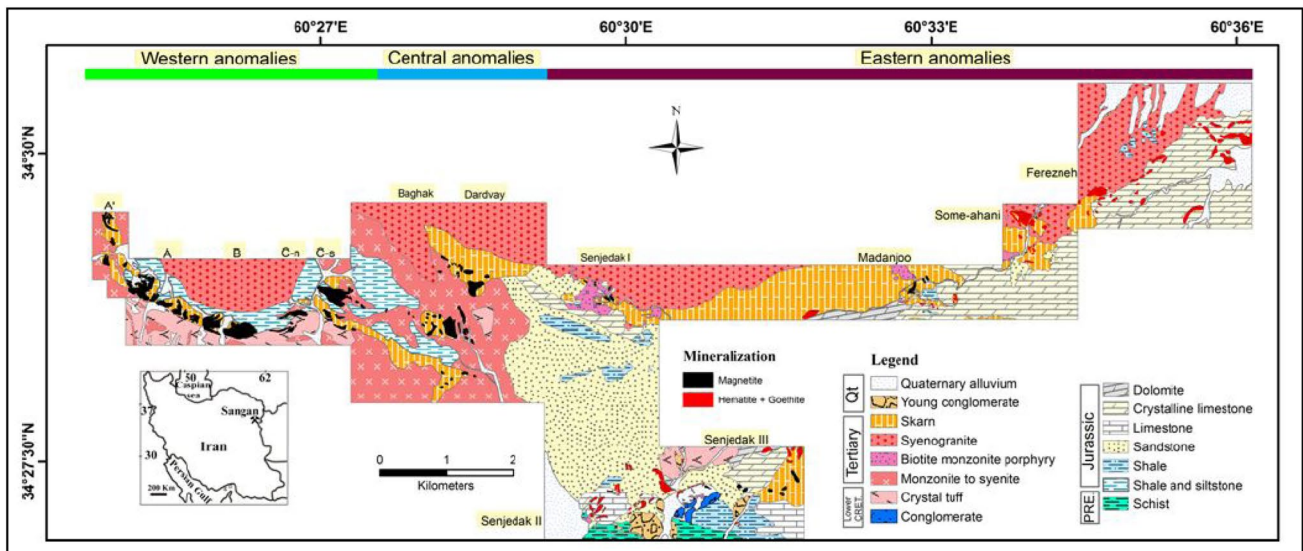 60°27'E
60°30'E
60°33'E
60°36'E
Western anomalies
Central anomalies
Eastern anomalies
34°30'N
34°27'30"N
N
Ferezneh
Baghak
Dardvay
Some-ahani
A'
A
B
C-n
C-s
Senjedak I
Madanjoo
Senjedak III
Senjedak II
50
62
Caspian
sea
Sangan
37
Iran
30
Persian Gulf
200 Km
0
1
2
Kilometers
Mineralization
Magnetite
Hematite + Goethite
Legend
Qt
Quaternary alluvium
Young conglomerate
Tertiary
Skarn
Syenogranite
Biotite monzonite porphyry
Monzonite to syenite
Lower
CRET.
Crystal tuff
Conglomerate
Jurassic
Dolomite
Crystalline limestone
Limestone
Sandstone
Shale
Shale and siltstone
PRE
Schist